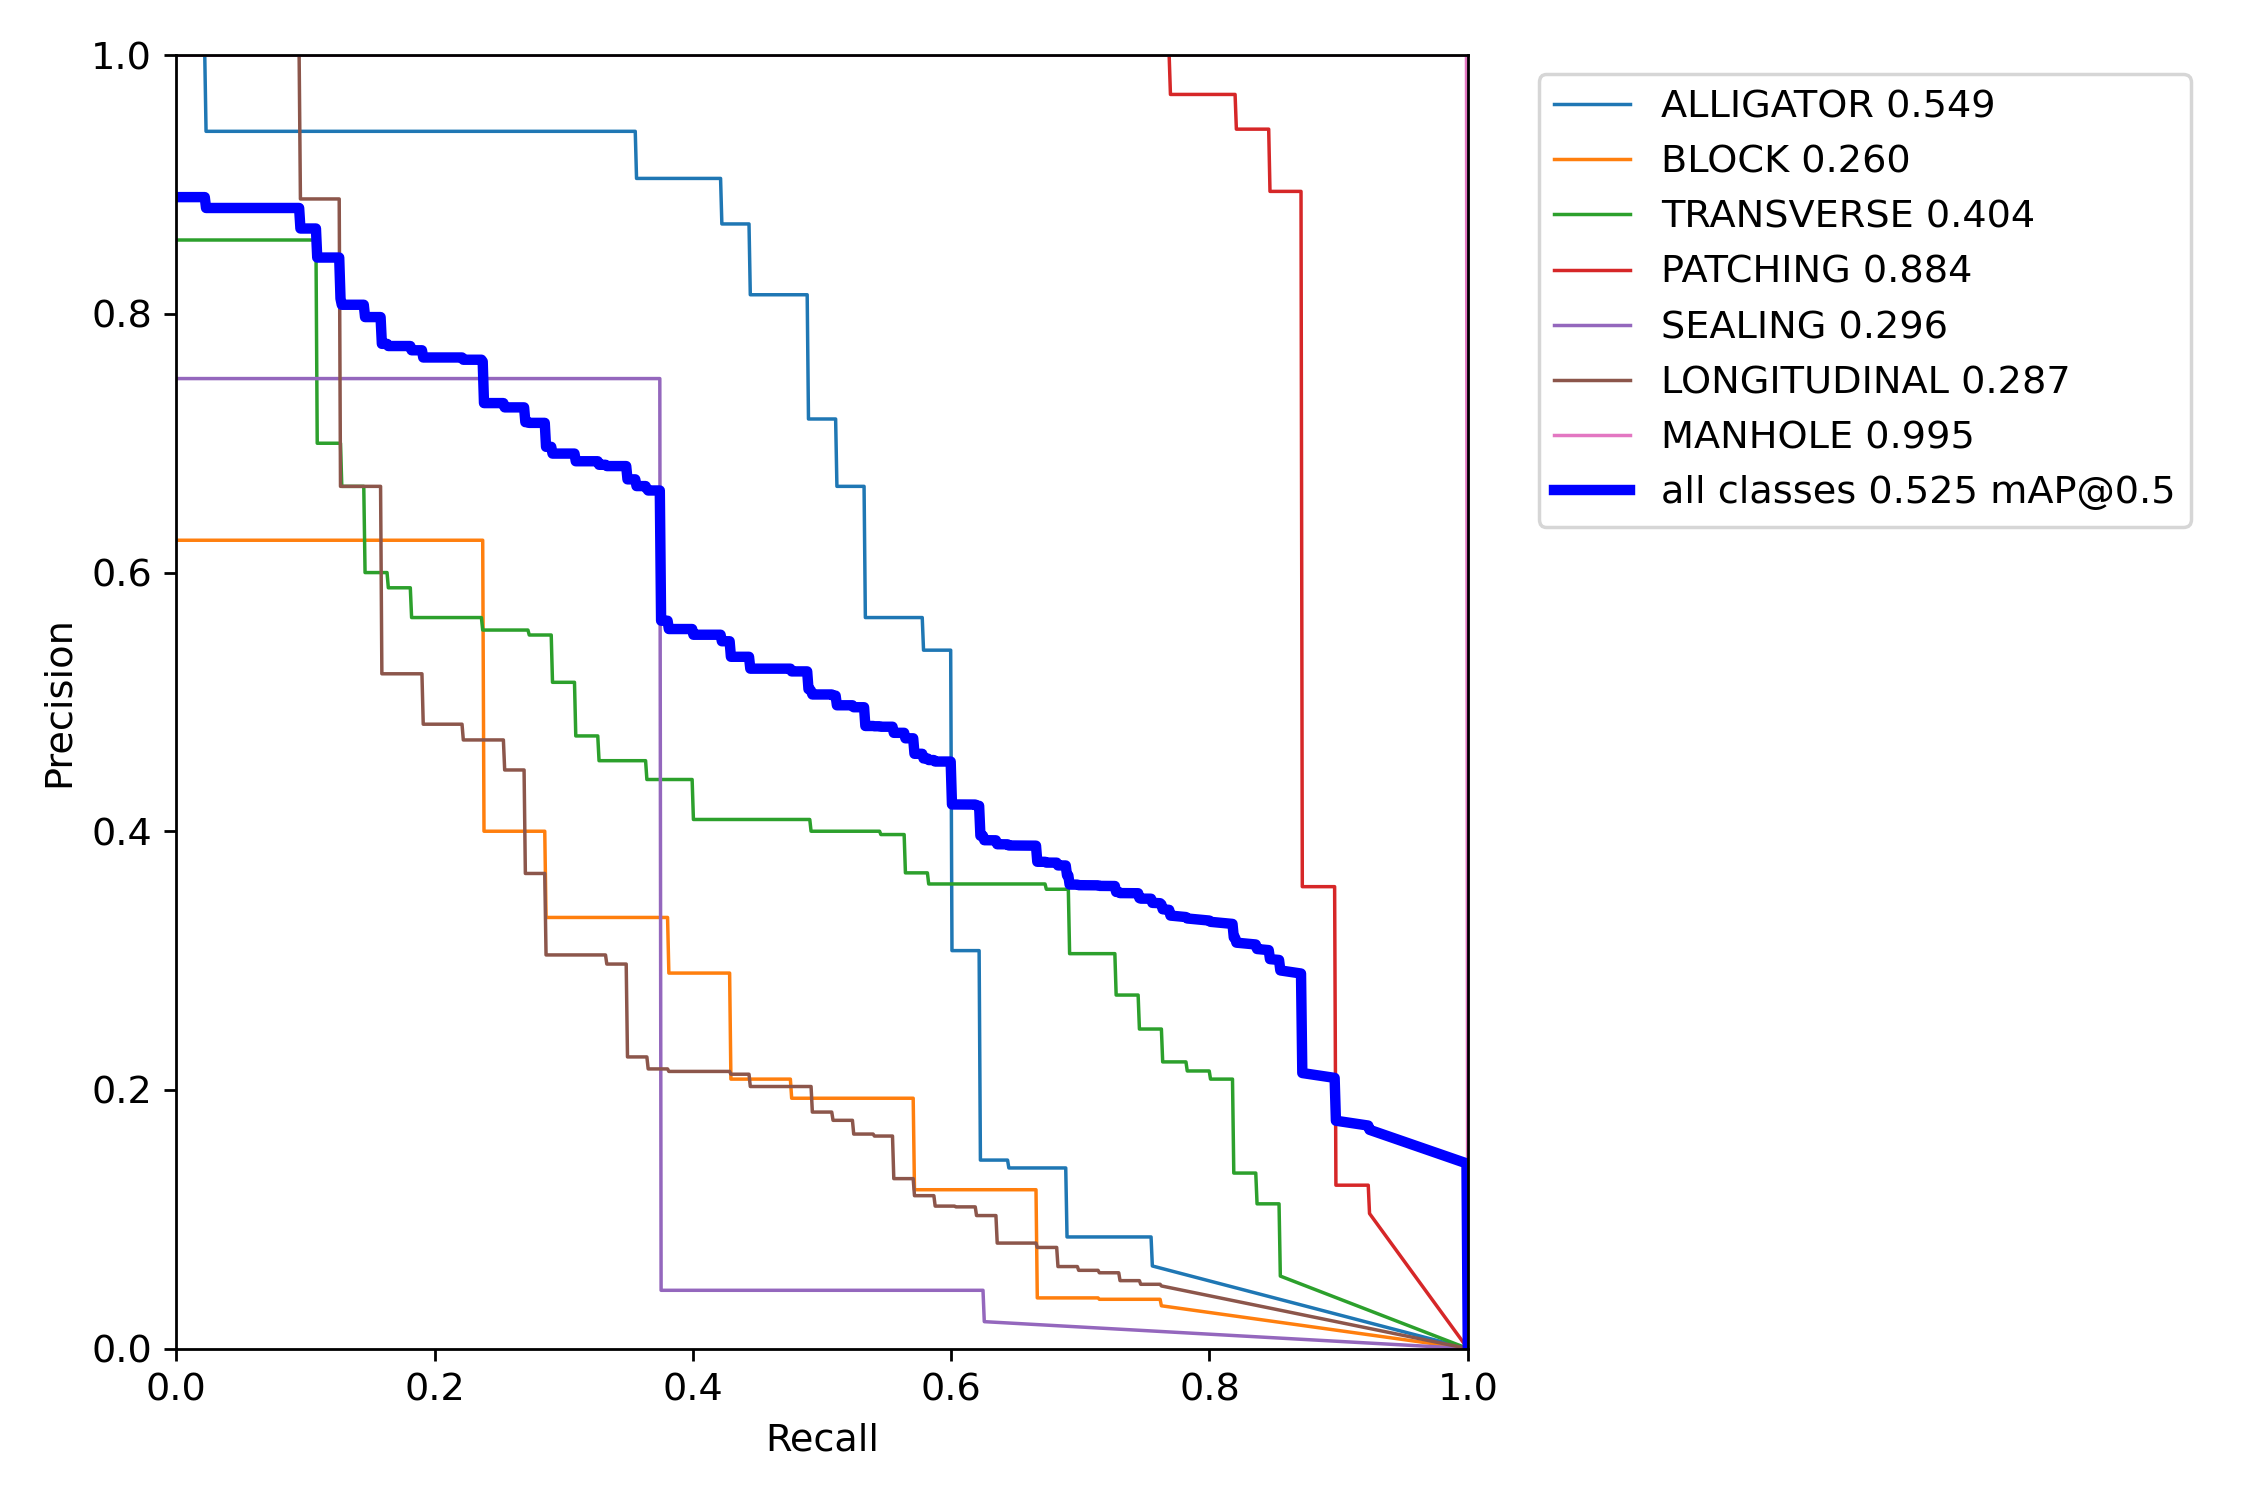 1.0
0.8
0.6
0.4
0.2
0.0
Precision
0.0 0.2 0.4 0.6 0.8 1.0
Recall
ALLIGATOR 0.549
BLOCK 0.260
TRANSVERSE 0.404
PATCHING 0.884
SEALING 0.296
LONGITUDINAL 0.287
MANHOLE 0.995
all classes 0.525 mAP@0.5